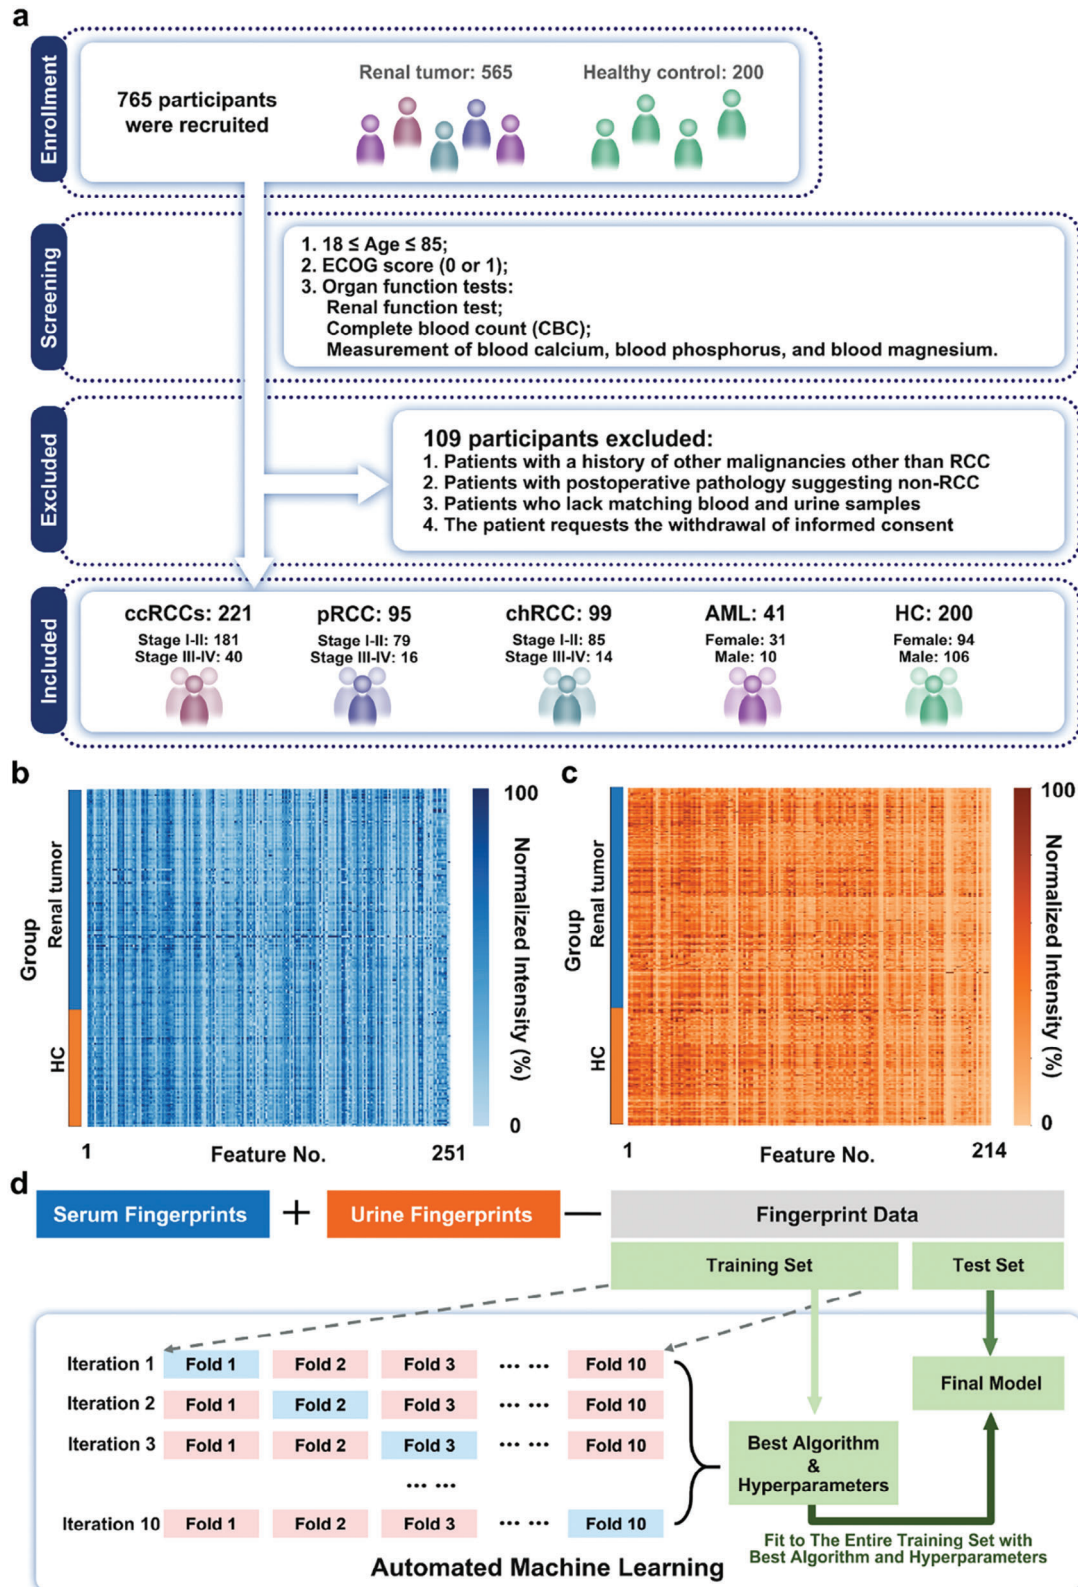 a
Enrollment
765 participants
were recruited
Renal tumor: 565
Healthy control: 200
Screening
1. 18 ≤ Age ≤ 85;
2. ECOG score (0 or 1);
3. Organ function tests:
Renal function test;
Complete blood count (CBC);
Measurement of blood calcium, blood phosphorus, and blood magnesium.
Excluded
109 participants excluded:
1. Patients with a history of other malignancies other than RCC
2. Patients with postoperative pathology suggesting non-RCC
3. Patients who lack matching blood and urine samples
4. The patient requests the withdrawal of informed consent
Included
ccRCCs: 221
Stage I-II: 181
Stage III-IV: 40
pRCC: 95
Stage I-II: 79
Stage III-IV: 16
chRCC: 99
Stage I-II: 85
Stage III-IV: 14
AML: 41
Female: 31
Male: 10
HC: 200
Female: 94
Male: 106
b
Group
Renal tumor
HC
1
Feature No.
251
100
Normalized Intensity (%)
0
c
Group
Renal tumor
HC
1
Feature No.
214
100
Normalized Intensity (%)
0
d
Serum Fingerprints
+
Urine Fingerprints
Fingerprint Data
Training Set
Test Set
Iteration 1 Fold 1 Fold 2 Fold 3 ··· ··· Fold 10
Iteration 2 Fold 1 Fold 2 Fold 3 ··· ··· Fold 10
Iteration 3 Fold 1 Fold 2 Fold 3 ··· ··· Fold 10
··· ···
Iteration 10 Fold 1 Fold 2 Fold 3 ··· ··· Fold 10
Best Algorithm
&
Hyperparameters
Final Model
Fit to The Entire Training Set with
Best Algorithm and Hyperparameters
Automated Machine Learning